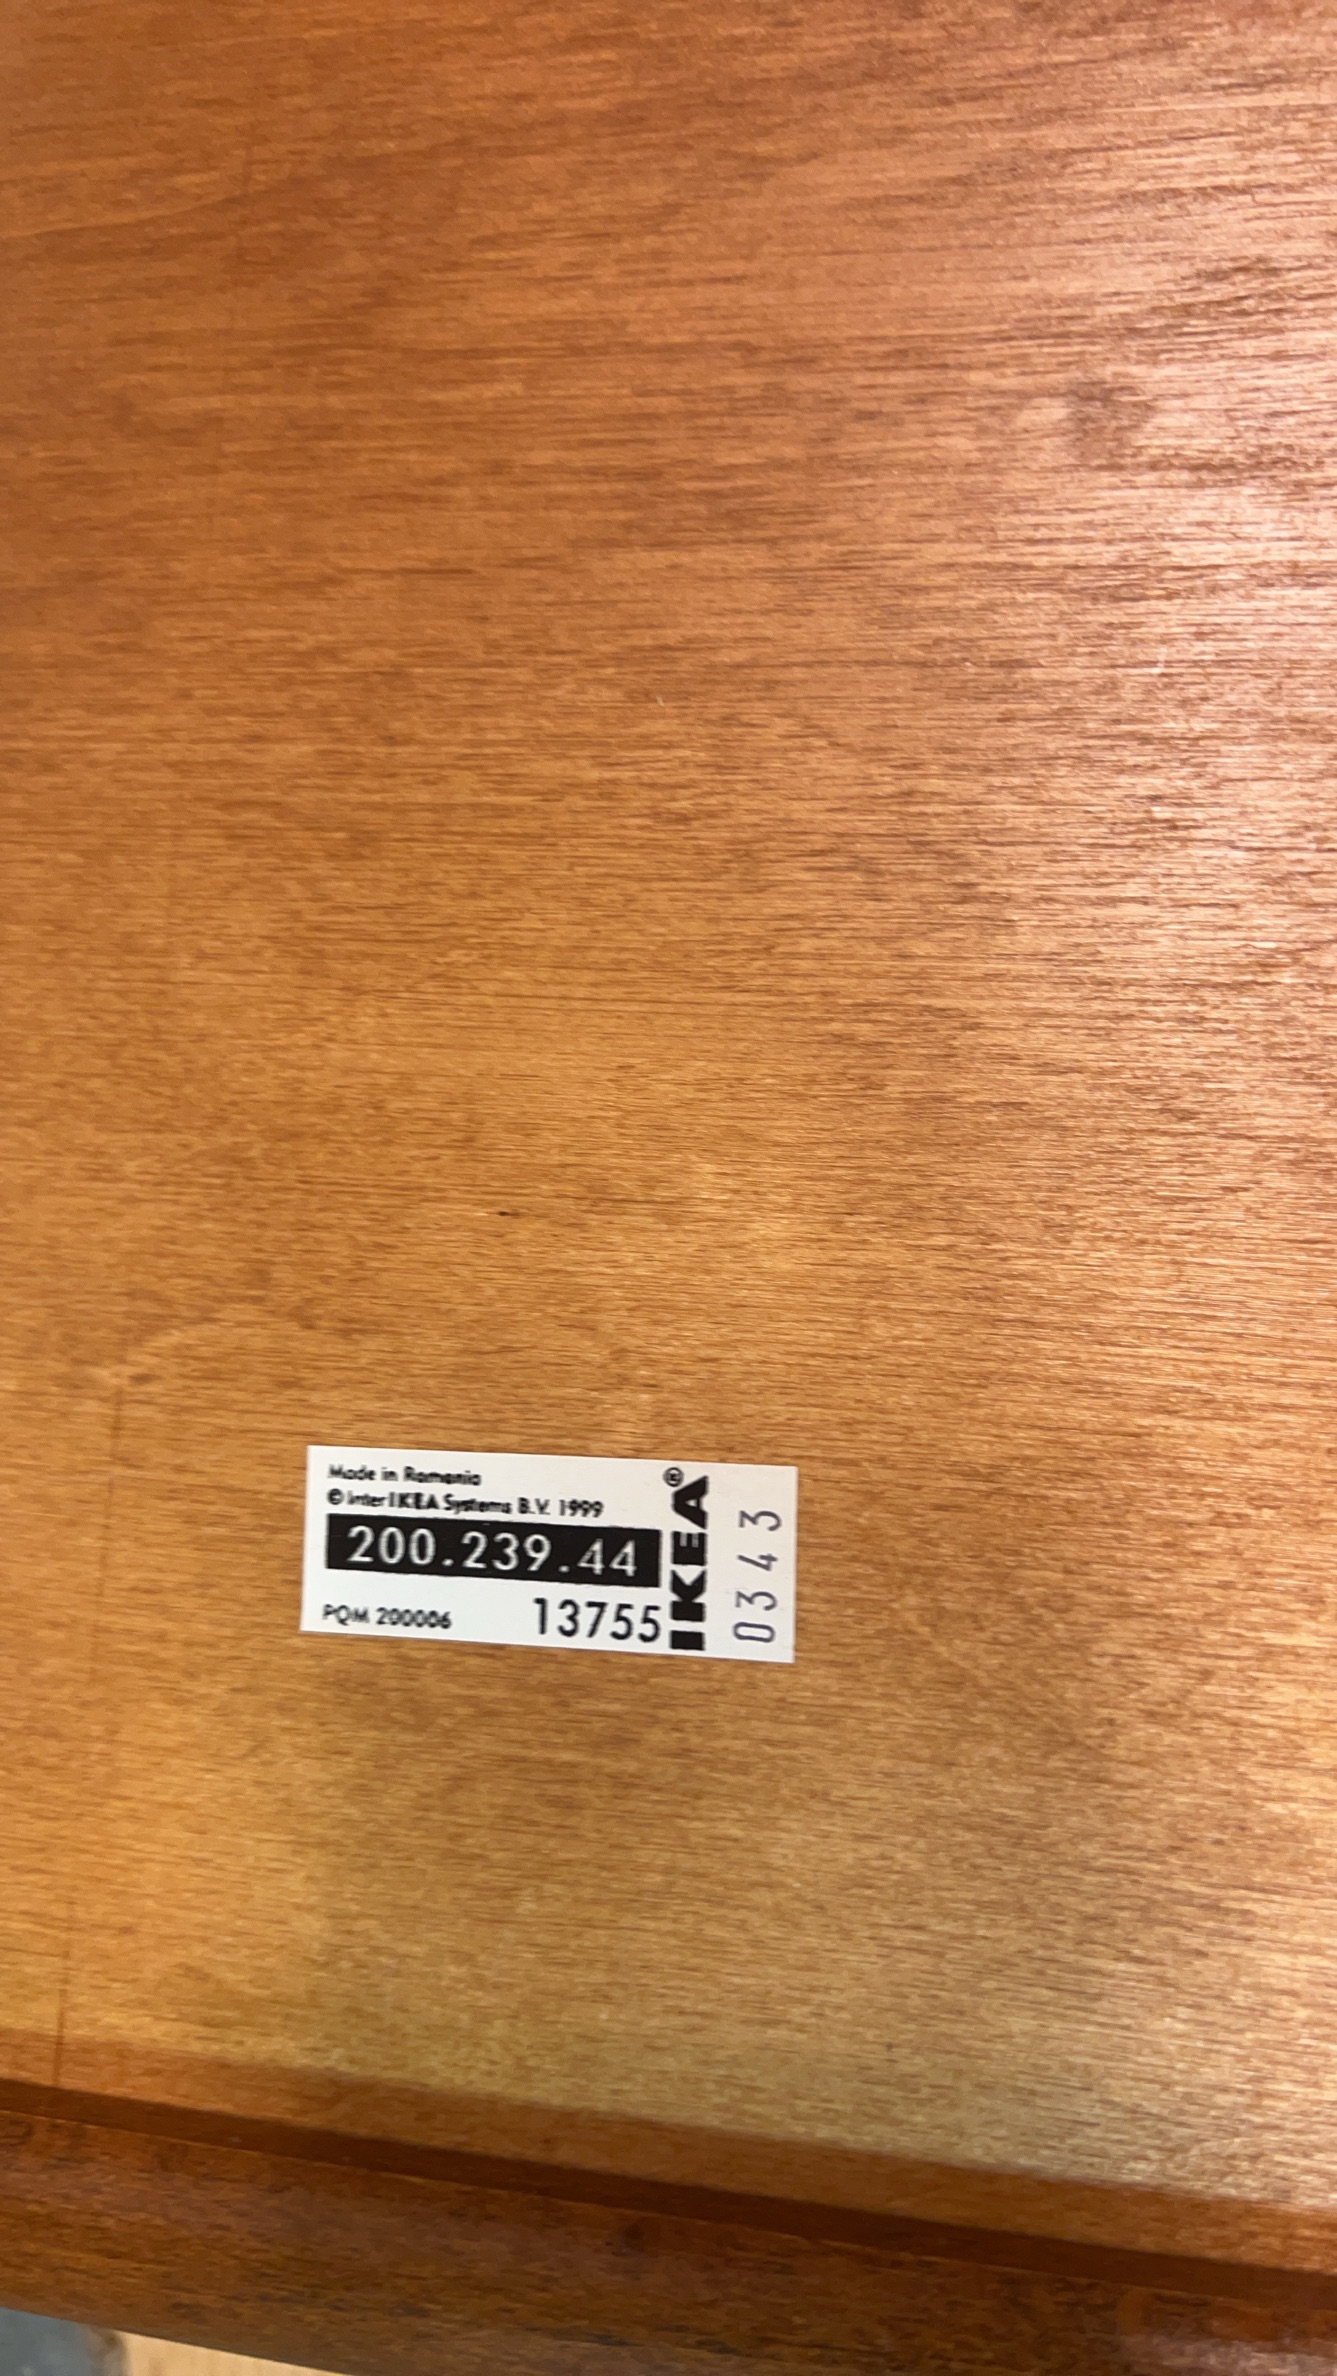 Made in Romania
© Inter IKEA Systems B.V. 1999
200.239.44
PQM 200006
13755
IKEA®
0343